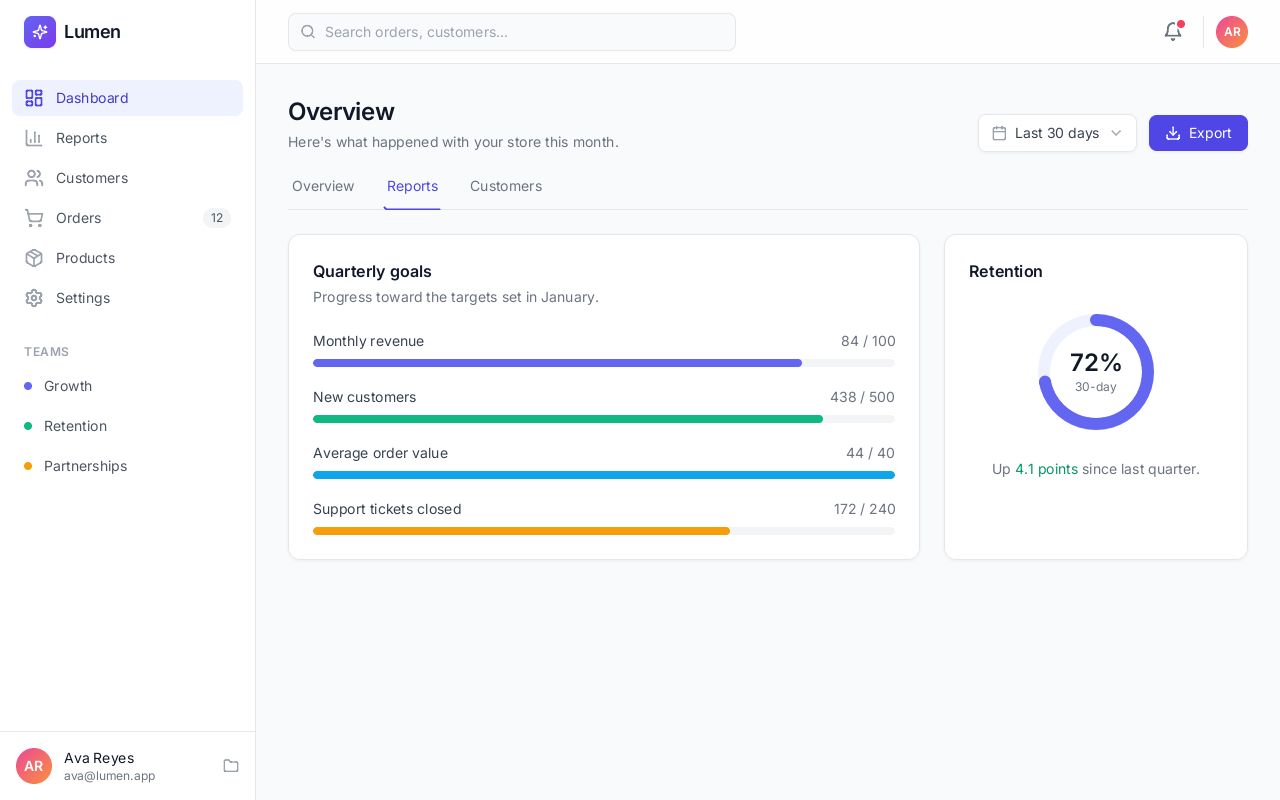 Lumen
Search orders, customers...
AR
Dashboard
Reports
Customers
Orders 12
Products
Settings
TEAMS
Growth
Retention
Partnerships
AR
Ava Reyes
ava@lumen.app
Overview
Here's what happened with your store this month.
Last 30 days
Export
Overview Reports Customers
Quarterly goals
Progress toward the targets set in January.
Monthly revenue 84 / 100
New customers 438 / 500
Average order value 44 / 40
Support tickets closed 172 / 240
Retention
72%
30-day
Up 4.1 points since last quarter.